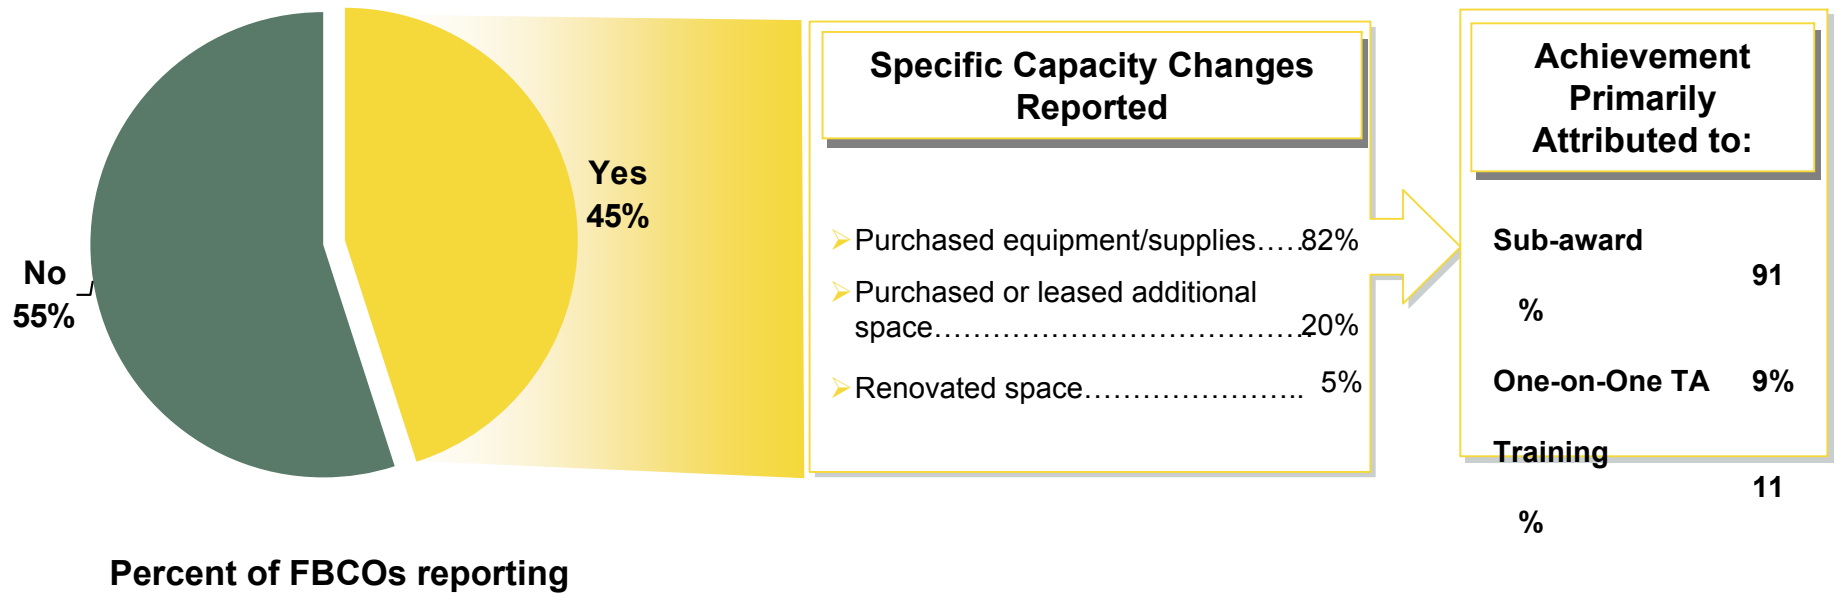 No
55%
Yes
45%
Percent of FBCOs reporting
Specific Capacity Changes
Reported
➢Purchased equipment/supplies……82%
➢Purchased or leased additional
space…………………………………20%
➢Renovated space………………….. 5%
Achievement
Primarily
Attributed to:
Sub-award
91
%
One-on-One TA 9%
Training
11
%